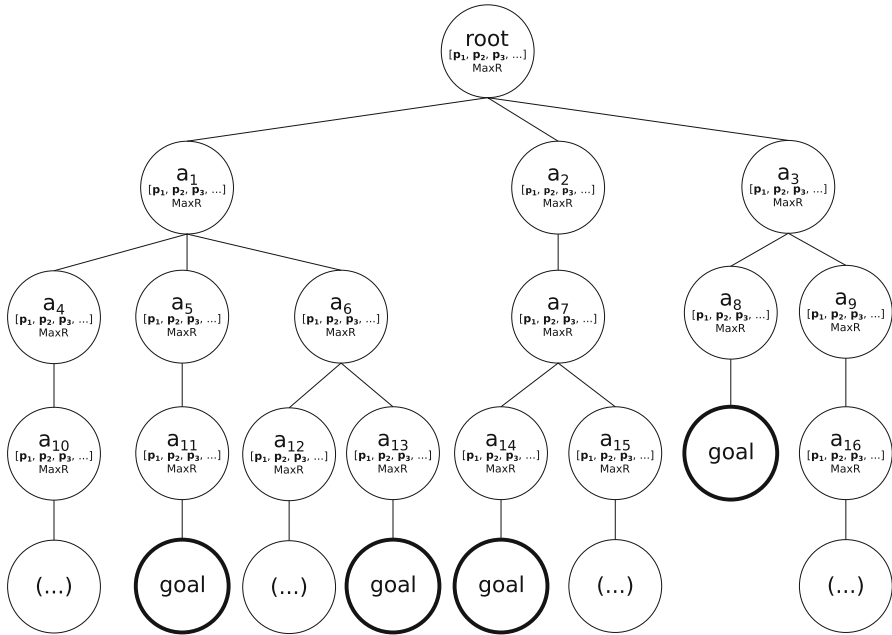 root
[p₁, p₂, p₃, ...]
MaxR
a₁
[p₁, p₂, p₃, ...]
MaxR
a₂
[p₁, p₂, p₃, ...]
MaxR
a₃
[p₁, p₂, p₃, ...]
MaxR
a₄
[p₁, p₂, p₃, ...]
MaxR
a₅
[p₁, p₂, p₃, ...]
MaxR
a₆
[p₁, p₂, p₃, ...]
MaxR
a₇
[p₁, p₂, p₃, ...]
MaxR
a₈
[p₁, p₂, p₃, ...]
MaxR
a₉
[p₁, p₂, p₃, ...]
MaxR
a₁₀
[p₁, p₂, p₃, ...]
MaxR
a₁₁
[p₁, p₂, p₃, ...]
MaxR
a₁₂
[p₁, p₂, p₃, ...]
MaxR
a₁₃
[p₁, p₂, p₃, ...]
MaxR
a₁₄
[p₁, p₂, p₃, ...]
MaxR
a₁₅
[p₁, p₂, p₃, ...]
MaxR
goal
a₁₆
[p₁, p₂, p₃, ...]
MaxR
(...)
goal
(...)
goal
goal
(...)
(...)